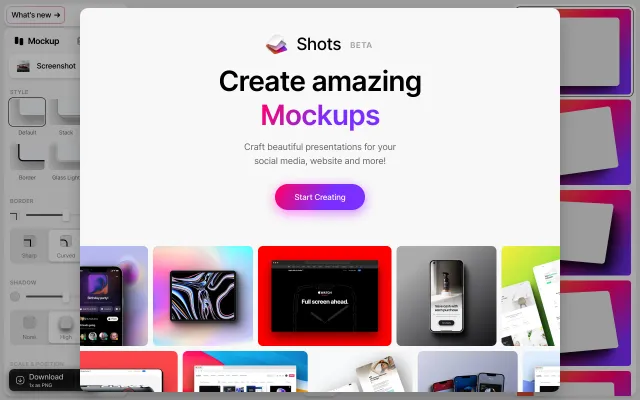 What's new →
Mockup
Screenshot
STYLE
Default
Stack
Border
Glass Light
BORDER
Sharp
Curved
SHADOW
None
High
Download
1x as PNG
Shots BETA
Create amazing
Mockups
Craft beautiful presentations for your
social media, website and more!
Start Creating
WATCH
Full screen ahead.